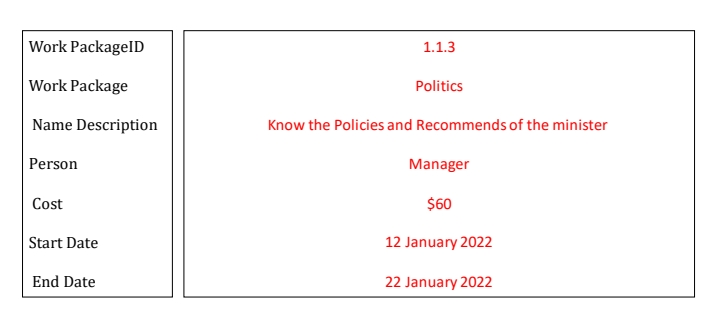 Work PackageID 1.1.3
Work Package Politics
Name Description Know the Policies and Recommends of the minister
Person Manager
Cost $60
Start Date 12 January 2022
End Date 22 January 2022